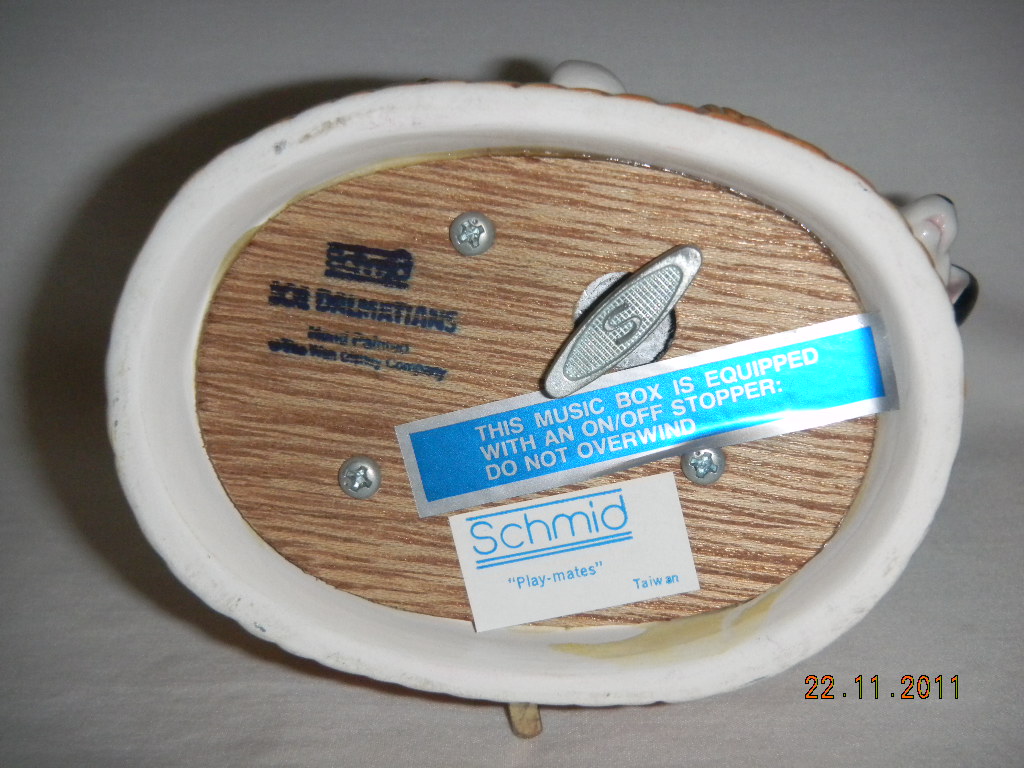 101 DALMATIANS
Hand Painted
©The Walt Disney Company
THIS MUSIC BOX IS EQUIPPED
WITH AN ON/OFF STOPPER:
DO NOT OVERWIND
Schmid
"Play-mates"
Taiwan
22.11.2011